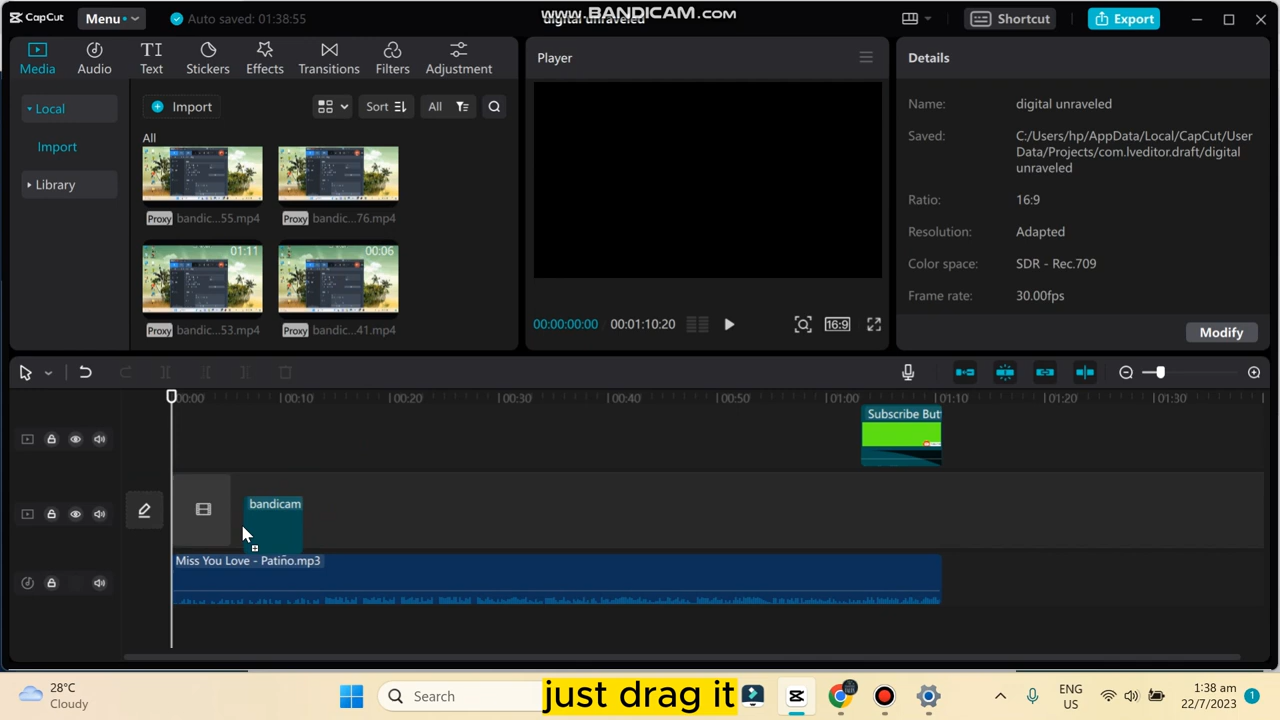 CapCut
Menu
Auto saved: 01:38:55
WWW.BANDICAM.COM
digital unraveled
Shortcut
Export
Media
Audio
TI
Text
Stickers
Effects
Transitions
Filters
Adjustment
Local
Import
Library
Import
Sort
All
All
Proxy bandic...55.mp4
Proxy bandic...76.mp4
01:11
Proxy bandic...53.mp4
00:06
Proxy bandic...41.mp4
Player
00:00:00:00
00:01:10:20
16:9
Details
Name: digital unraveled
Saved: C:/Users/hp/AppData/Local/CapCut/User
Data/Projects/com.lveditor.draft/digital
unraveled
Ratio: 16:9
Resolution: Adapted
Color space: SDR - Rec.709
Frame rate: 30.00fps
Modify
00:00 00:10 00:20 00:30 00:40 00:50 01:00 01:10 01:20 01:30
Subscribe But
bandicam
Miss You Love - Patiño.mp3
28°C
Cloudy
Search
just drag it
ENG
US
1:38 am
22/7/2023
1